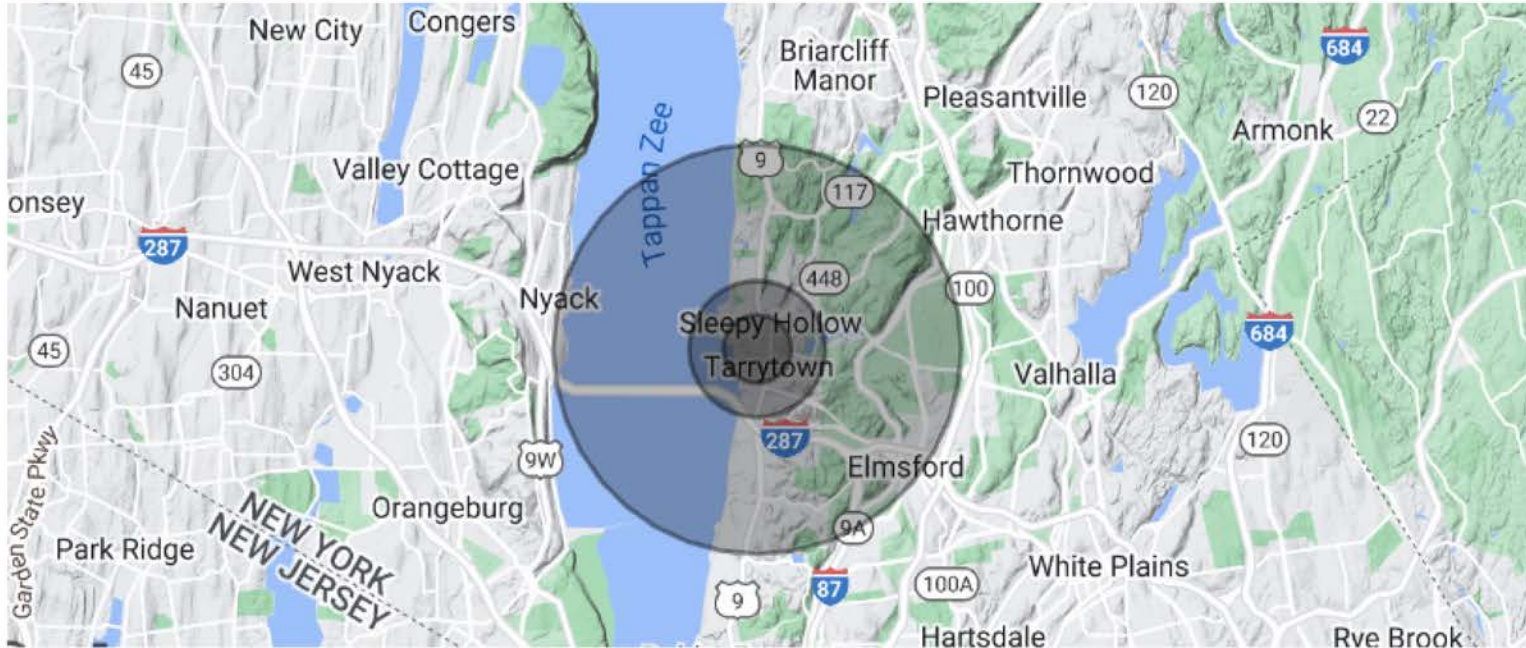 New City
Congers
45
Briarcliff
Manor
684
Pleasantville
120
22
Armonk
Tappan Zee
9
Valley Cottage
117
Thornwood
onsey
Hawthorne
287
West Nyack
448
100
Nyack
Nanuet
Sleepy Hollow
684
45
304
Tarrytown
Valhalla
287
120
9W
Elmsford
Garden State Pkwy
Orangeburg
9A
NEW YORK
NEW JERSEY
Park Ridge
White Plains
87
100A
9
Hartsdale
Rye Brook